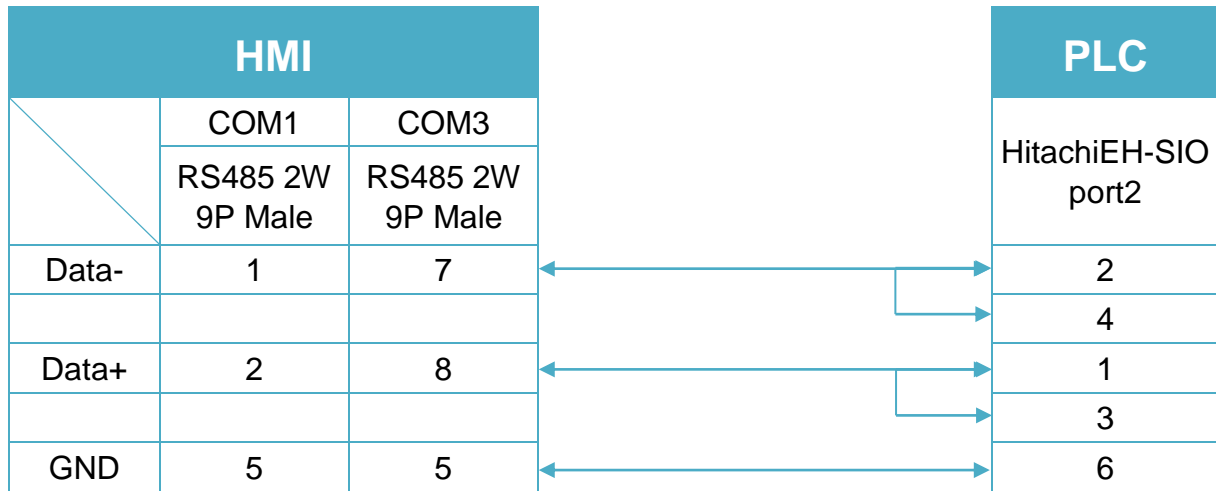 HMI PLC
COM1 COM3
HitachiEH-SIO
port2
RS485 2W RS485 2W
9P Male 9P Male
Data- 1 7 2
4
Data+ 2 8 1
3
GND 5 5 6